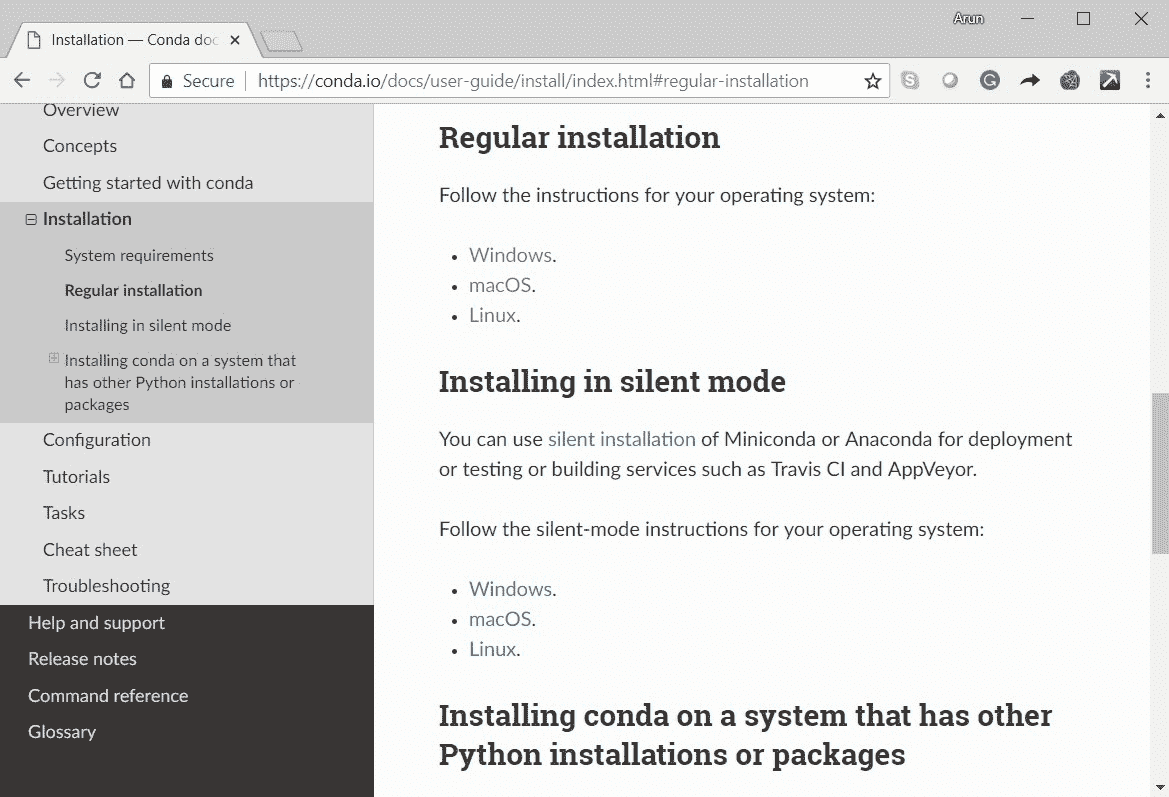 Arun
Installation — Conda doc
Secure
https://conda.io/docs/user-guide/install/index.html#regular-installation
Overview
Concepts
Getting started with conda
Installation
System requirements
Regular installation
Installing in silent mode
Installing conda on a system that
has other Python installations or
packages
Configuration
Tutorials
Tasks
Cheat sheet
Troubleshooting
Help and support
Release notes
Command reference
Glossary
Regular installation
Follow the instructions for your operating system:
• Windows.
• macOS.
• Linux.
Installing in silent mode
You can use silent installation of Miniconda or Anaconda for deployment
or testing or building services such as Travis CI and AppVeyor.
Follow the silent-mode instructions for your operating system:
• Windows.
• macOS.
• Linux.
Installing conda on a system that has other
Python installations or packages